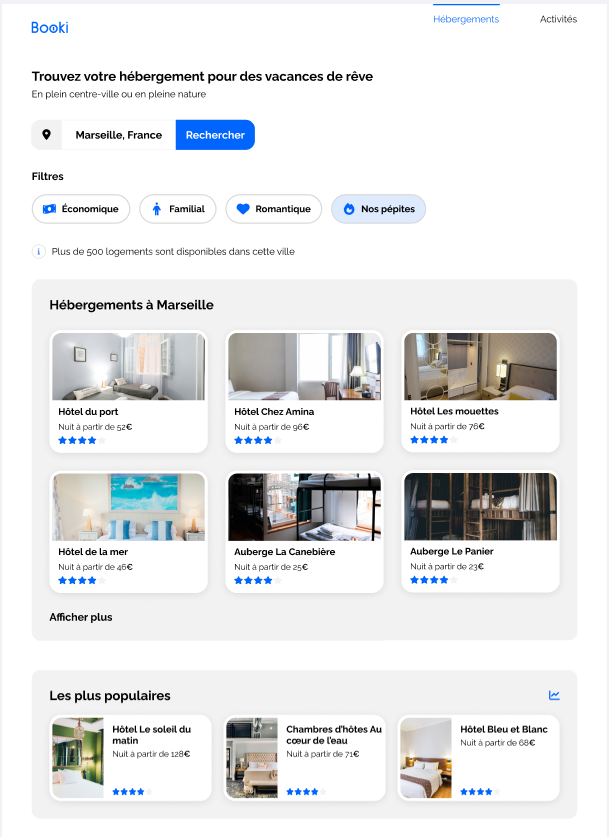 Booki
Hébergements
Activités
Trouvez votre hébergement pour des vacances de rêve
En plein centre-ville ou en pleine nature
Marseille, France
Rechercher
Filtres
Économique
Familial
Romantique
Nos pépites
Plus de 500 logements sont disponibles dans cette ville
Hébergements à Marseille
Hôtel du port
Nuit à partir de 52€
Hôtel Chez Amina
Nuit à partir de 96€
Hôtel Les mouettes
Nuit à partir de 76€
Hôtel de la mer
Nuit à partir de 46€
Auberge La Canebière
Nuit à partir de 25€
Auberge Le Panier
Nuit à partir de 23€
Afficher plus
Les plus populaires
Hôtel Le soleil du
matin
Nuit à partir de 128€
Chambres d'hôtes Au
cœur de l'eau
Nuit à partir de 71€
Hôtel Bleu et Blanc
Nuit à partir de 68€